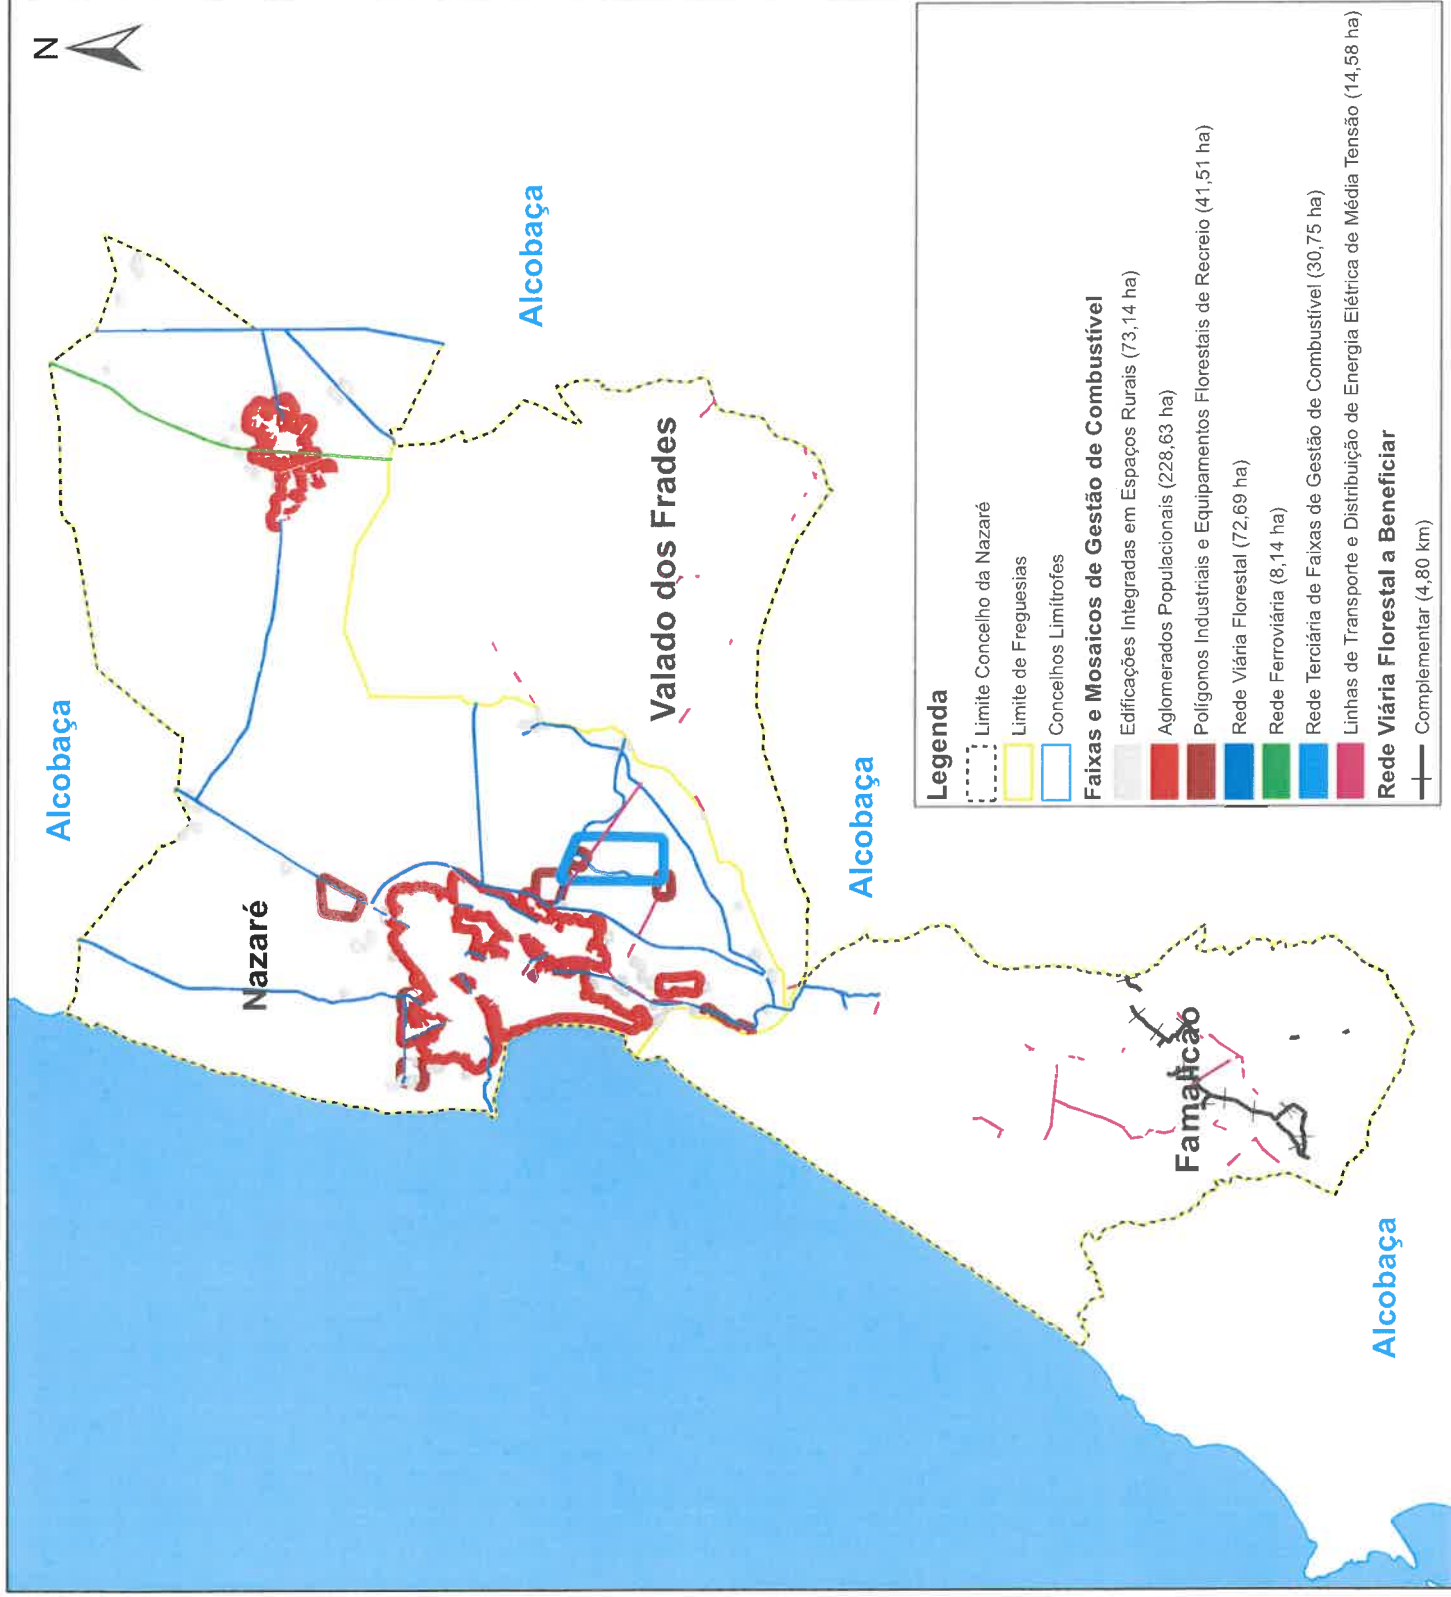 N
Alcobaça
Alcobaça
Nazaré
Valado dos Frades
Alcobaça
Famalicão
Alcobaça
Legenda
Limite Concelho da Nazaré
Limite de Freguesias
Concelhos Limítrofes
Faixas e Mosaicos de Gestão de Combustível
Edificações Integradas em Espaços Rurais (73,14 ha)
Aglomerados Populacionais (228,63 ha)
Polígonos Industriais e Equipamentos Florestais de Recreio (41,51 ha)
Rede Viária Florestal (72,69 ha)
Rede Ferroviária (8,14 ha)
Rede Terciária de Faixas de Gestão de Combustível (30,75 ha)
Linhas de Transporte e Distribuição de Energia Elétrica de Média Tensão (14,58 ha)
Rede Viária Florestal a Beneficiar
Complementar (4,80 km)